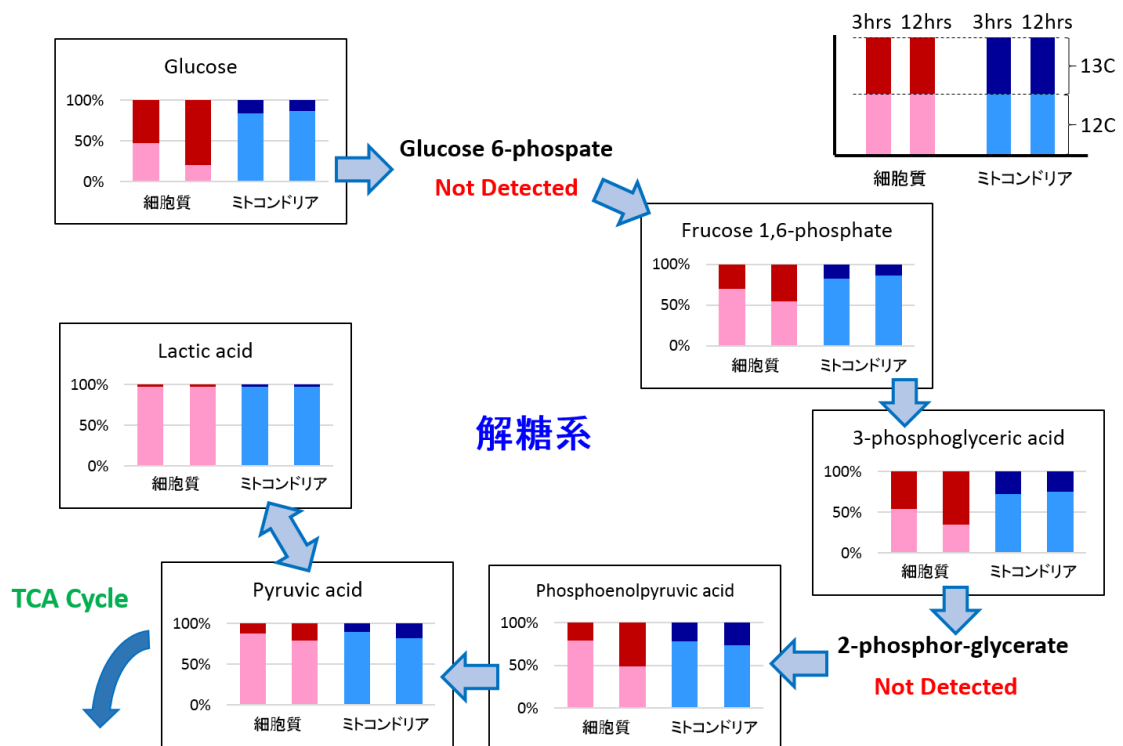 3hrs 12hrs 3hrs 12hrs
13C
12C
細胞質 ミトコンドリア
Glucose
100%
50%
0%
細胞質 ミトコンドリア
Glucose 6-phospate
Not Detected
Frucose 1,6-phosphate
100%
50%
0%
細胞質 ミトコンドリア
Lactic acid
100%
50%
0%
細胞質 ミトコンドリア
解糖系
3-phosphoglyceric acid
100%
50%
0%
細胞質 ミトコンドリア
2-phosphor-glycerate
Not Detected
Phosphoenolpyruvic acid
100%
50%
0%
細胞質 ミトコンドリア
Pyruvic acid
100%
50%
0%
細胞質 ミトコンドリア
TCA Cycle